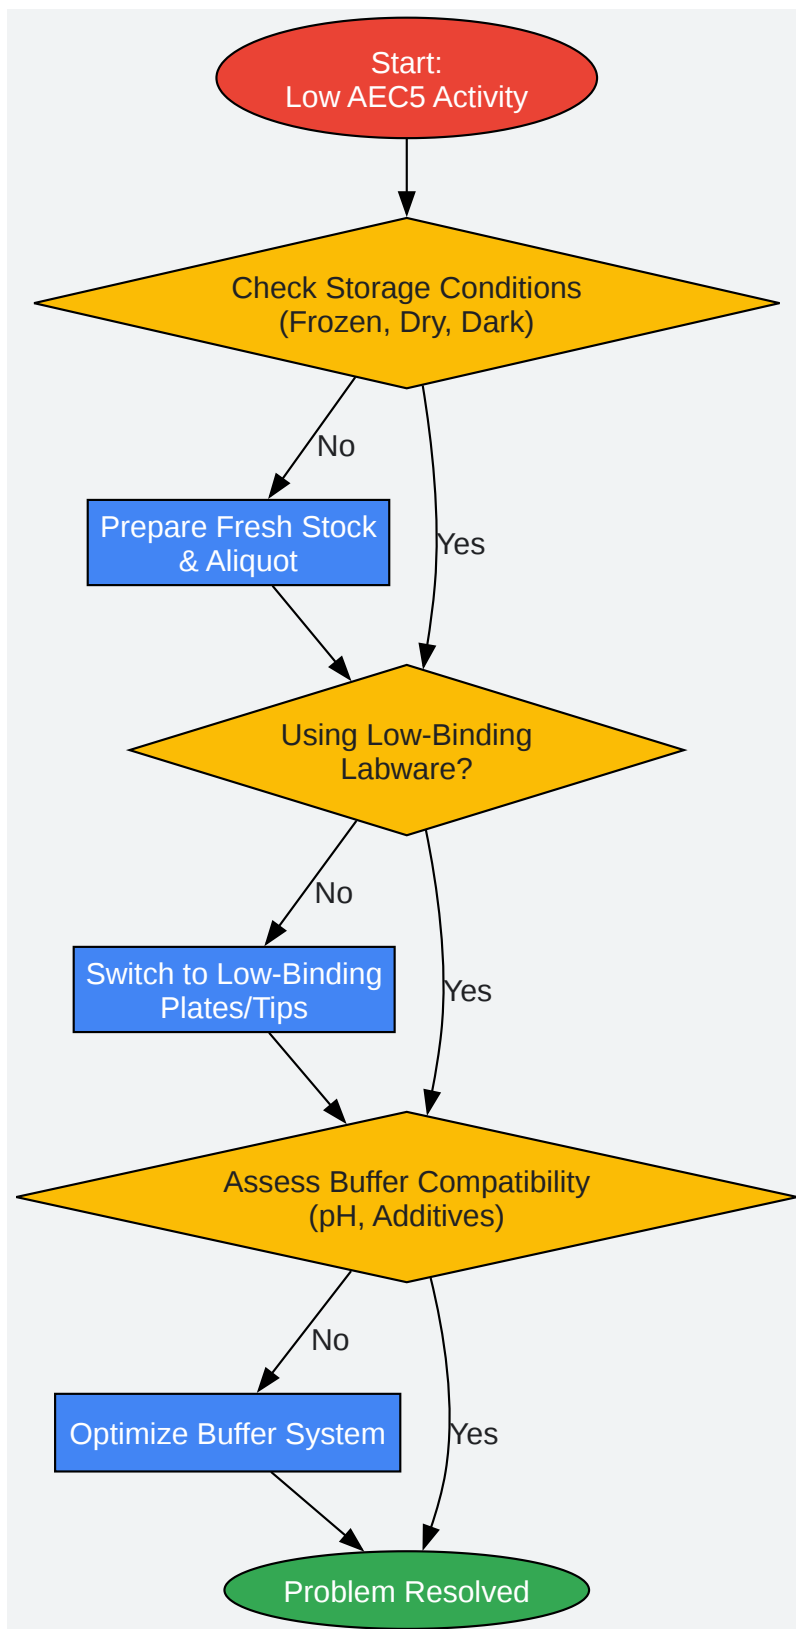 Start:
Low AEC5 Activity
Check Storage Conditions
(Frozen, Dry, Dark)
No
Prepare Fresh Stock
& Aliquot
Yes
Using Low-Binding
Labware?
No
Switch to Low-Binding
Plates/Tips
Yes
Assess Buffer Compatibility
(pH, Additives)
No
Optimize Buffer System
Yes
Problem Resolved